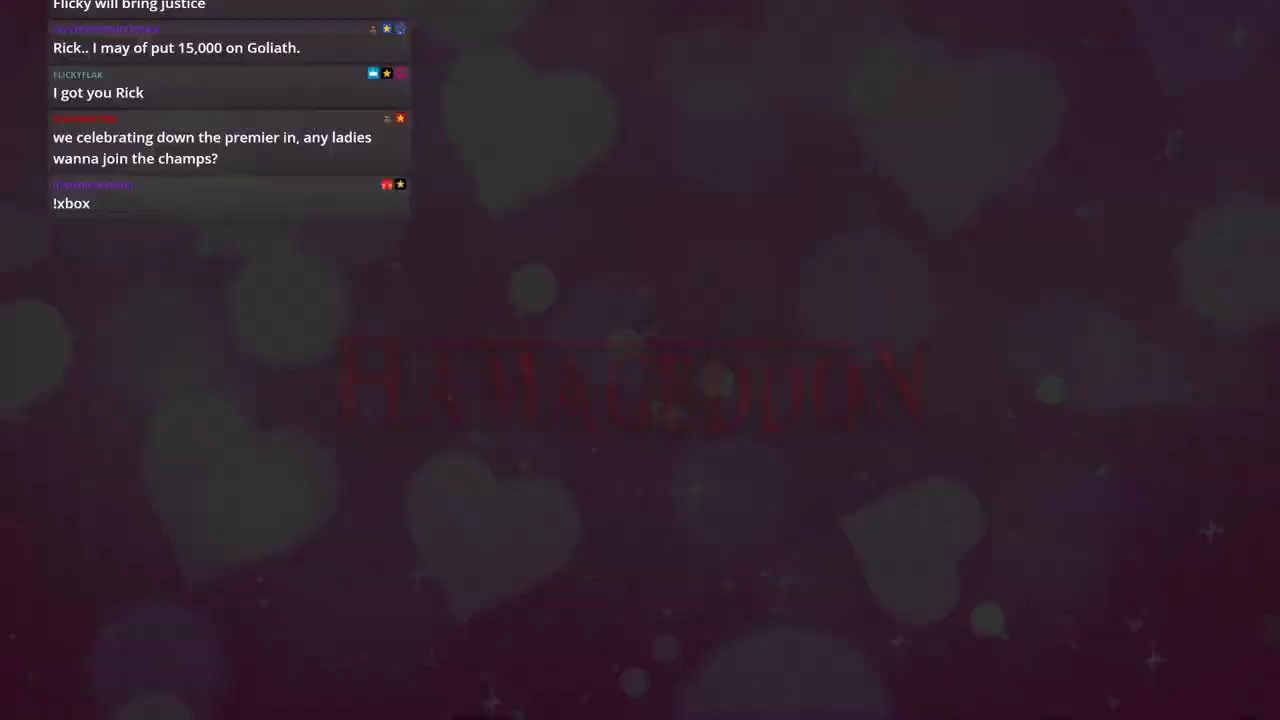 Flicky will bring justice
Rick.. I may of put 15,000 on Goliath.
FLICKYFLAK
I got you Rick
we celebrating down the premier in, any ladies
wanna join the champs?
!xbox
HAMAGEDDON